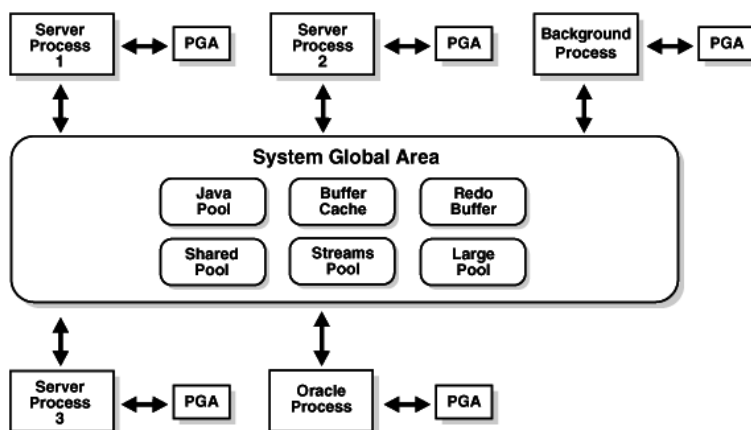 Server
Process
1
PGA
Server
Process
2
PGA
Background
Process
PGA
System Global Area
Java
Pool
Buffer
Cache
Redo
Buffer
Shared
Pool
Streams
Pool
Large
Pool
Server
Process
3
PGA
Oracle
Process
PGA